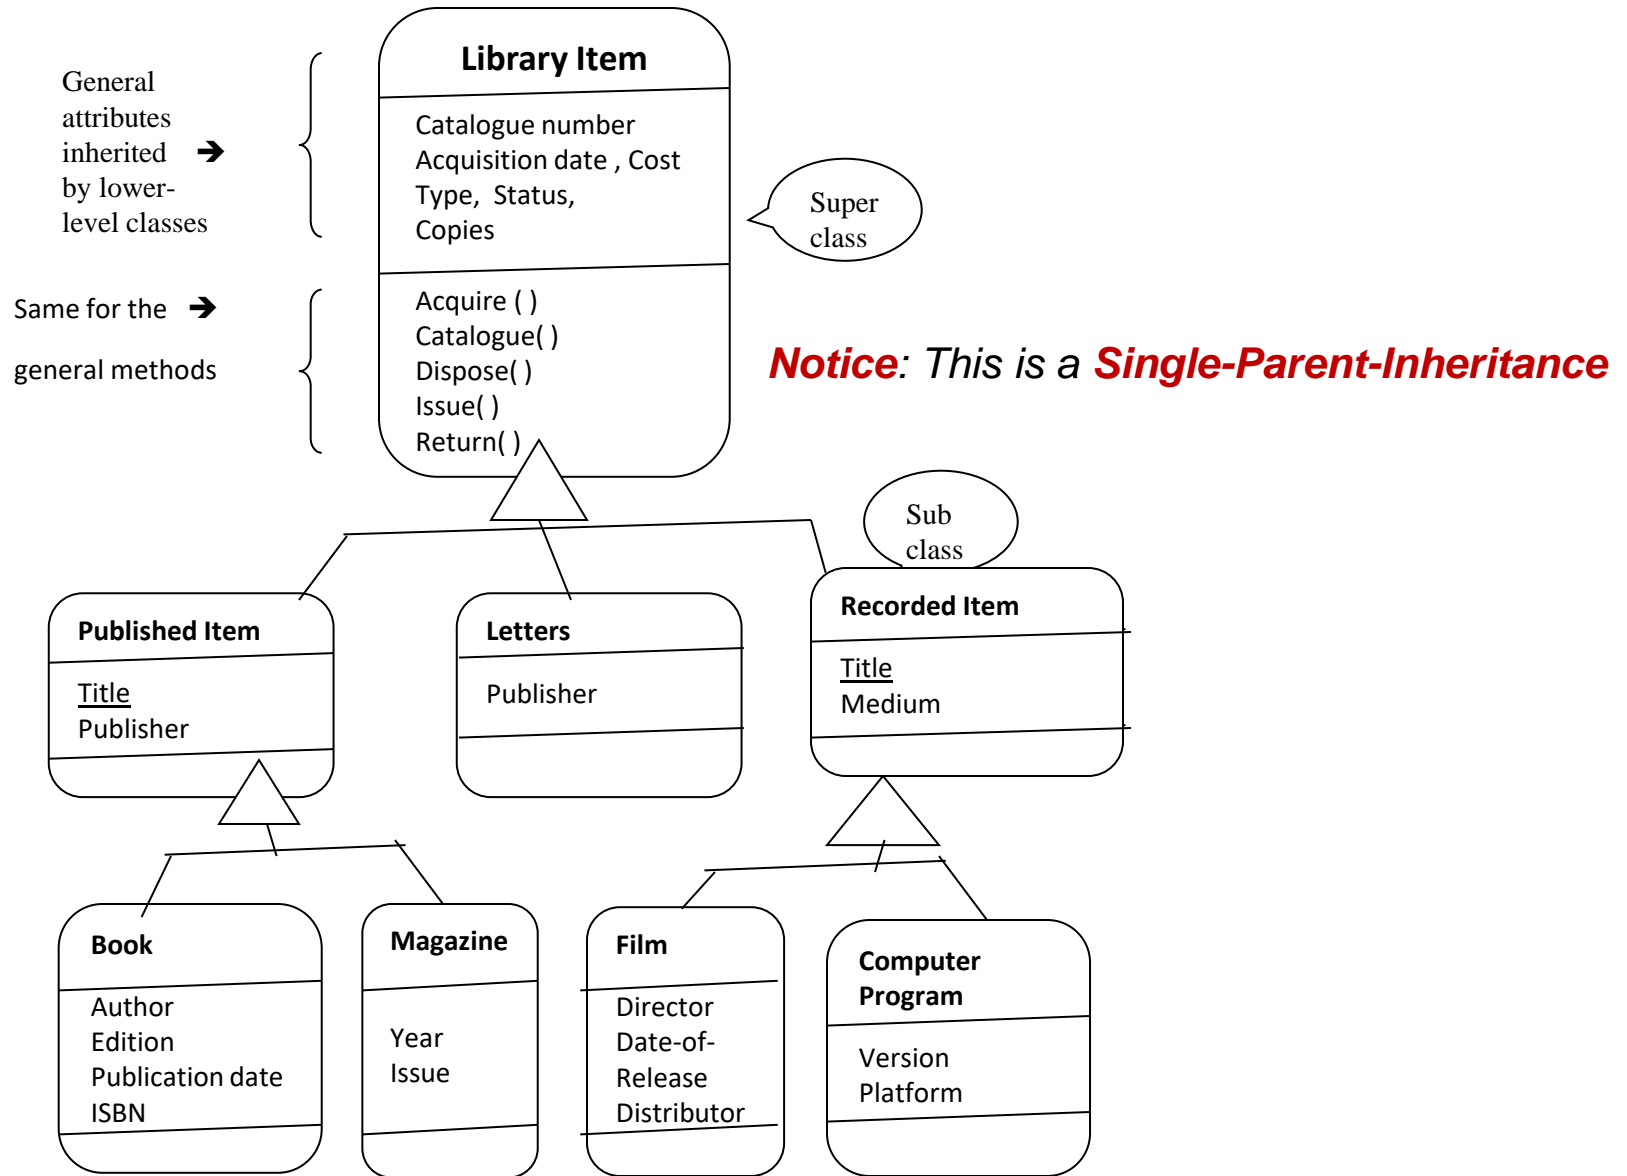 Library Item
General
attributes
inherited ➔
by lower-
level classes
Catalogue number
Acquisition date , Cost
Type, Status,
Copies
Super
class
Same for the ➔
general methods
Acquire ( )
Catalogue( )
Dispose( )
Issue( )
Return( )
Notice: This is a Single-Parent-Inheritance
Sub
class
Published Item
Title
Publisher
Letters
Publisher
Recorded Item
Title
Medium
Book
Author
Edition
Publication date
ISBN
Magazine
Year
Issue
Film
Director
Date-of-
Release
Distributor
Computer
Program
Version
Platform